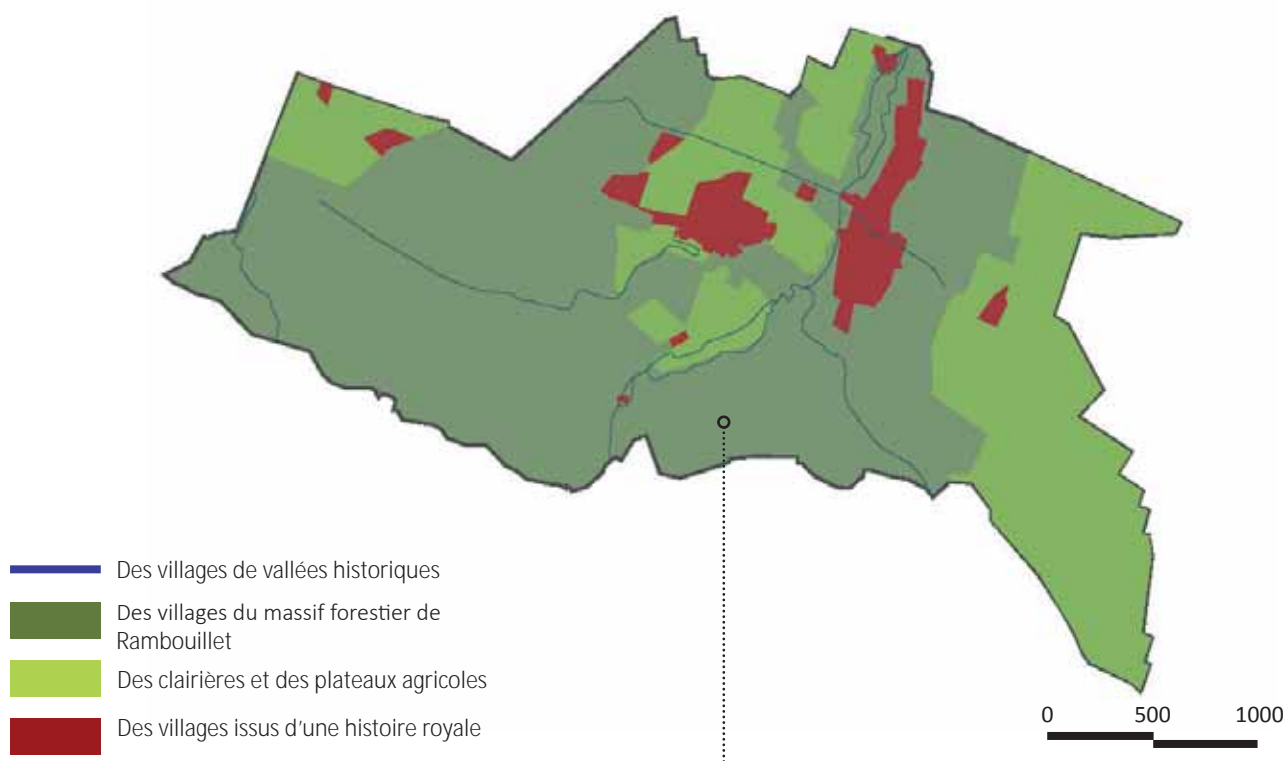 Des villages de vallées historiques
Des villages du massif forestier de
Rambouillet
Des clairières et des plateaux agricoles
Des villages issus d'une histoire royale
0 500 1000